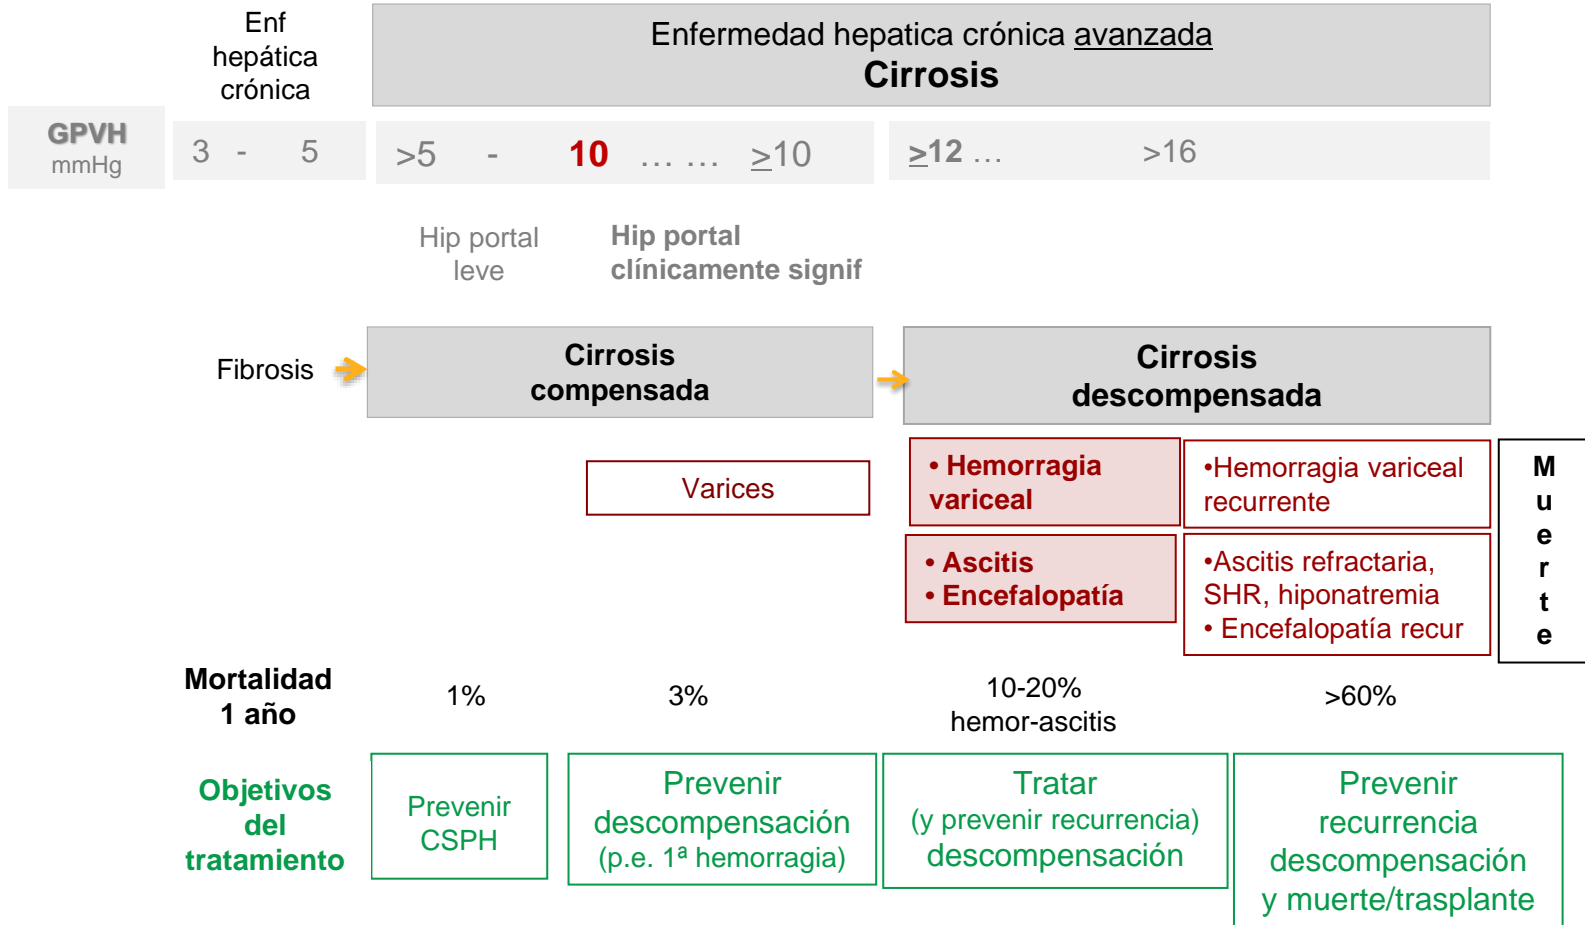 Enf
hepática
crónica
Enfermedad hepatica crónica avanzada
Cirrosis
GPVH
mmHg
3 - 5
>5 - 10 … … ≥10
≥12 … >16
Hip portal
leve
Hip portal
clínicamente signif
Fibrosis
Cirrosis
compensada
Cirrosis
descompensada
Varices
• Hemorragia
variceal
•Hemorragia variceal
recurrente
• Ascitis
• Encefalopatía
•Ascitis refractaria,
SHR, hiponatremia
• Encefalopatía recur
M
u
e
r
t
e
Mortalidad
1 año
1%
3%
10-20%
hemor-ascitis
>60%
Objetivos
del
tratamiento
Prevenir
CSPH
Prevenir
descompensación
(p.e. 1ª hemorragia)
Tratar
(y prevenir recurrencia)
descompensación
Prevenir
recurrencia
descompensación
y muerte/trasplante